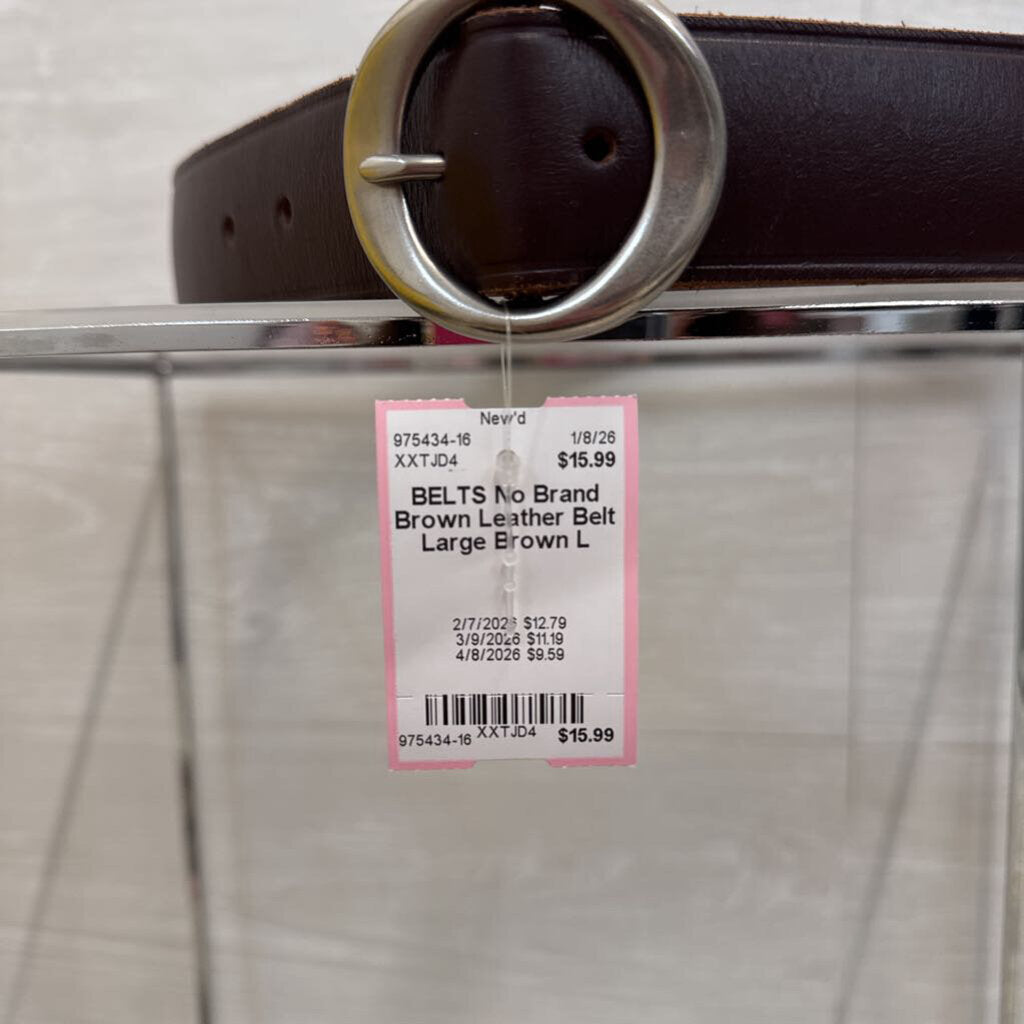 New'd
975434-16 1/8/26
XXTJD4 $15.99
BELTS No Brand
Brown Leather Belt
Large Brown L
2/7/2026 $12.79
3/9/2026 $11.19
4/8/2026 $9.59
975434-16 XXTJD4 $15.99